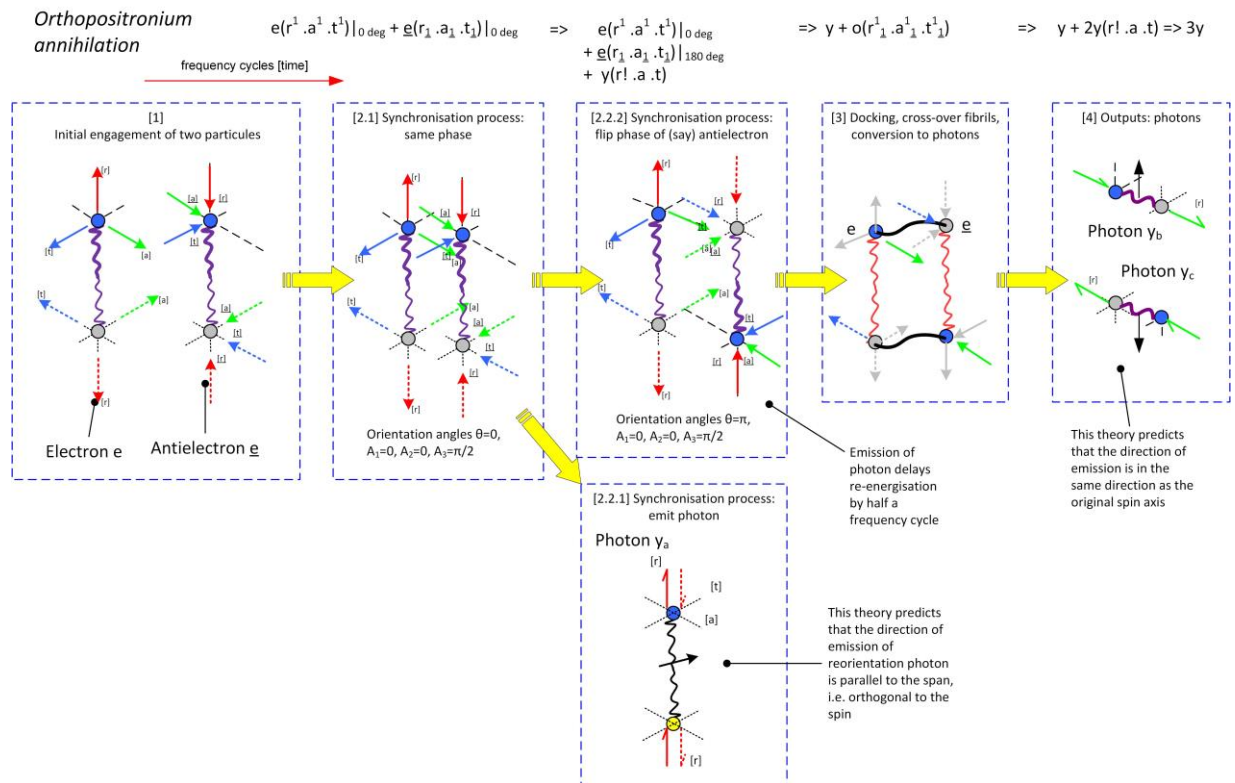 Orthopositronium
annihilation
e(r¹ .a¹ .t¹)|0 deg + e(r₁ .a₁ .t₁)|0 deg
=>
e(r¹ .a¹ .t¹)|0 deg
+ e(r₁ .a₁ .t₁)|180 deg
+ y(r! .a .t)
=> y + o(r¹₁ .a¹₁ .t¹₁)
=>
y + 2y(r! .a .t) => 3y
frequency cycles [time]
[1]
Initial engagement of two particules
[r]
[t]
[a]
[a]
[r]
[t]
[t]
[a]
[a]
[t]
[r]
[r]
Electron e
Antielectron e
[2.1] Synchronisation process:
same phase
[r]
[t]
[a]
[r]
[t]
[a]
[t]
[a]
[a]
[t]
[r]
[r]
Orientation angles θ=0,
A₁=0, A₂=0, A₃=π/2
[2.2.2] Synchronisation process:
flip phase of (say) antielectron
[r]
[r]
[t]
[a]
[t]
[a]
[t]
[r]
[a]
[r]
Orientation angles θ=π,
A₁=0, A₂=0, A₃=π/2
[3] Docking, cross-over fibrils,
conversion to photons
e
e
[4] Outputs: photons
[r]
Photon yb
Photon yc
[r]
Emission of
photon delays
re-energisation
by half a
frequency cycle
This theory predicts
that the direction of
emission is in the
same direction as the
original spin axis
[2.2.1] Synchronisation process:
emit photon
Photon ya
[r]
[t]
[a]
[r]
This theory predicts
that the direction of
emission of
reorientation photon
is parallel to the span,
i.e. orthogonal to the
spin